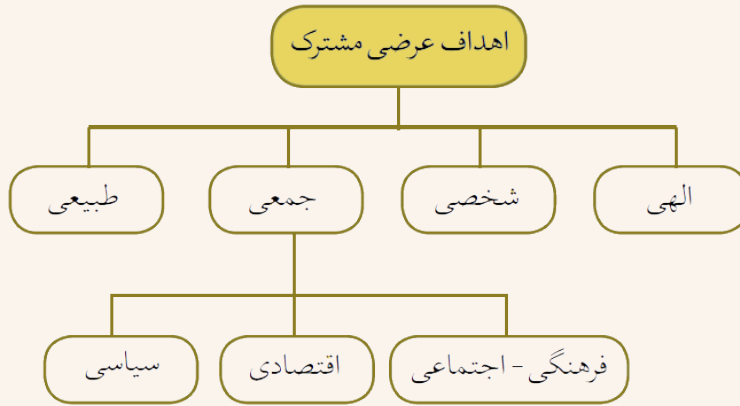 اهداف عرضی مشترک
الهی
شخصی
جمعی
طبیعی
فرهنگی - اجتماعی
اقتصادی
سیاسی